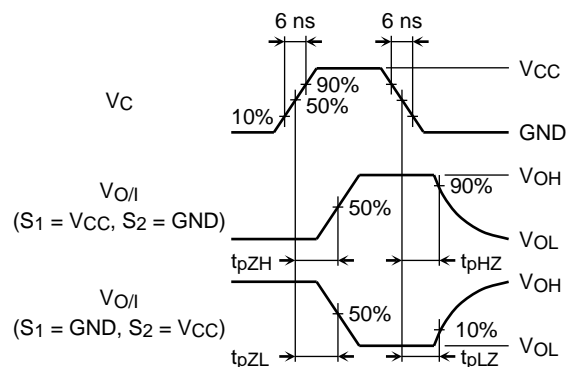 6 ns 6 ns
VC
10%
90%
50%
VCC
GND
VO/I
(S1 = VCC, S2 = GND)
50%
90%
VOH
VOL
tpZH
tpHZ
VO/I
(S1 = GND, S2 = VCC)
50%
10%
VOH
VOL
tpZL
tpLZ